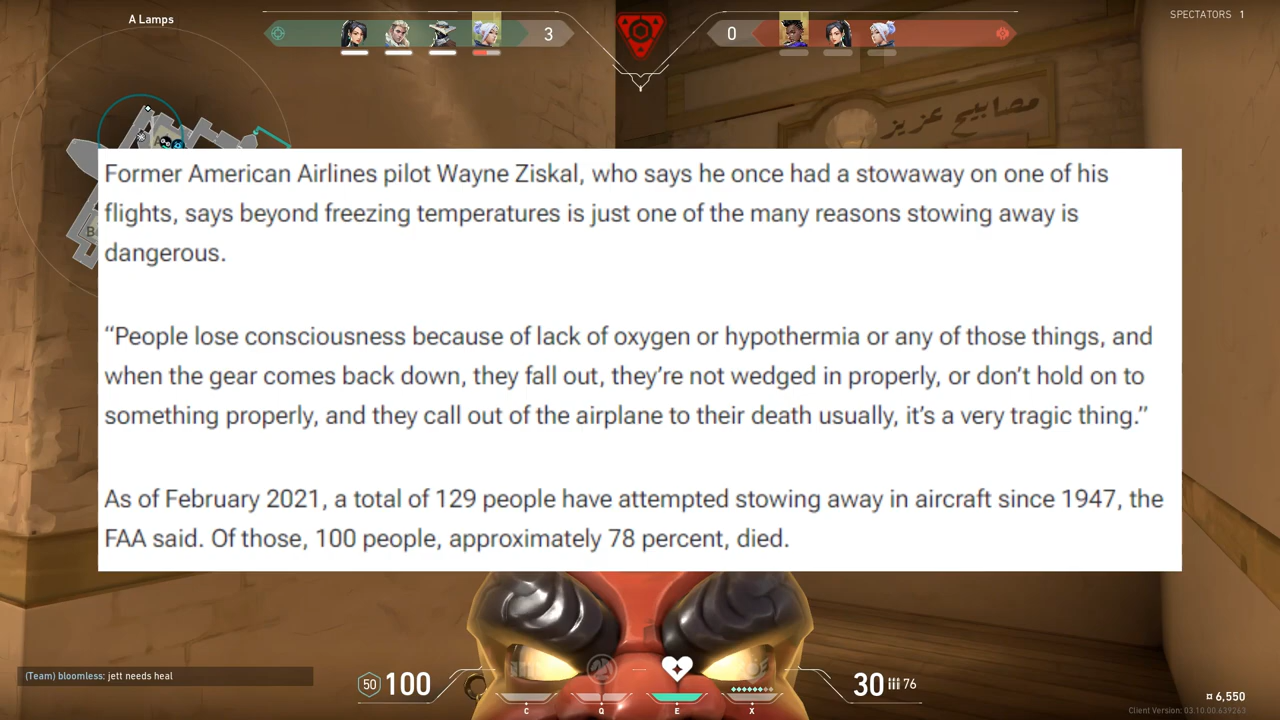 A Lamps
3
0
SPECTATORS 1
مصابيح عزيز
Former American Airlines pilot Wayne Ziskal, who says he once had a stowaway on one of his
flights, says beyond freezing temperatures is just one of the many reasons stowing away is
dangerous.
“People lose consciousness because of lack of oxygen or hypothermia or any of those things, and
when the gear comes back down, they fall out, they’re not wedged in properly, or don’t hold on to
something properly, and they call out of the airplane to their death usually, it’s a very tragic thing.”
As of February 2021, a total of 129 people have attempted stowing away in aircraft since 1947, the
FAA said. Of those, 100 people, approximately 78 percent, died.
(Team) bloomless: jett needs heal
50 100
C Q E X
30 76
¤ 6,550
Client Version: 03.10.00.639263